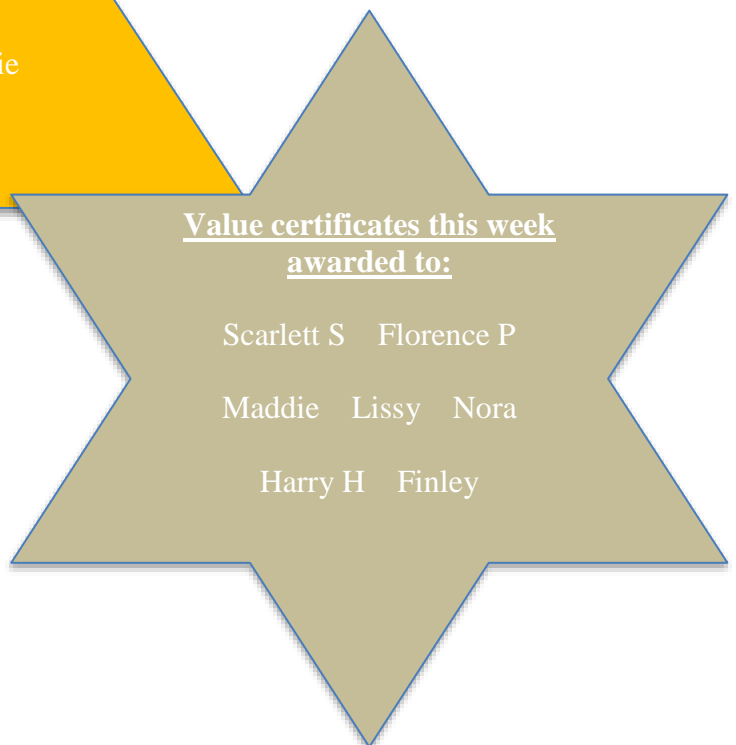 Value certificates this week
awarded to:
Scarlett S Florence P
Maddie Lissy Nora
Harry H Finley